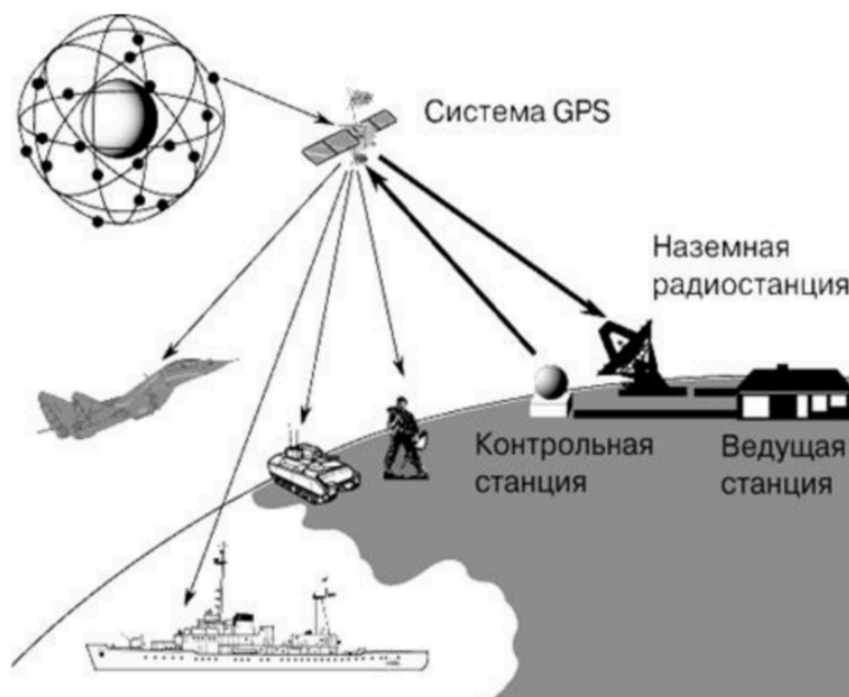 Система GPS
Наземная
радиостанция
Контрольная
станция
Ведущая
станция